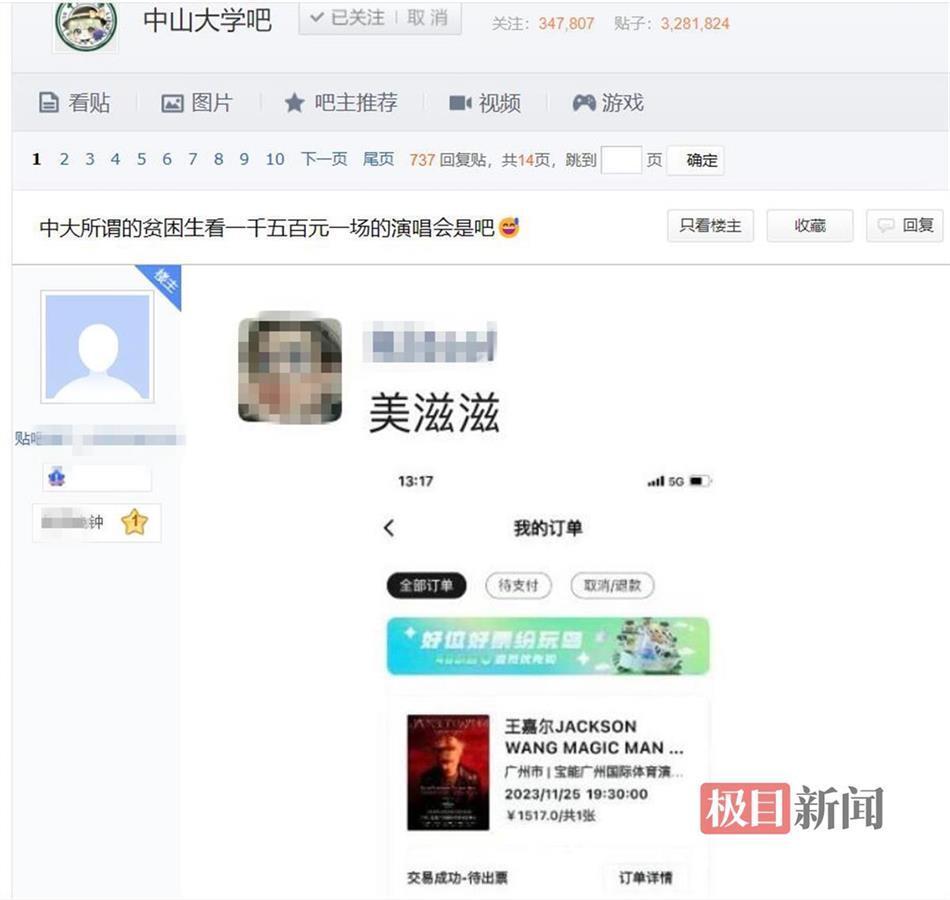 中山大学吧
已关注 | 取消
关注: 347,807 贴子: 3,281,824
看贴 图片 吧主推荐 视频 游戏
1 2 3 4 5 6 7 8 9 10 下一页 尾页 737 回复贴,共14页,跳到 页 确定
中大所谓的贫困生看一千五百元一场的演唱会是吧
只看楼主 收藏 回复
楼主
美滋滋
贴吧
钟 1
13:17 5G
我的订单
全部订单 待支付 取消/退款
好位好票纷玩岛
王嘉尔JACKSON
WANG MAGIC MAN ...
广州市 | 宝能广州国际体育演...
2023/11/25 19:30:00
¥1517.0/共1张
极目新闻
交易成功-待出票 订单详情